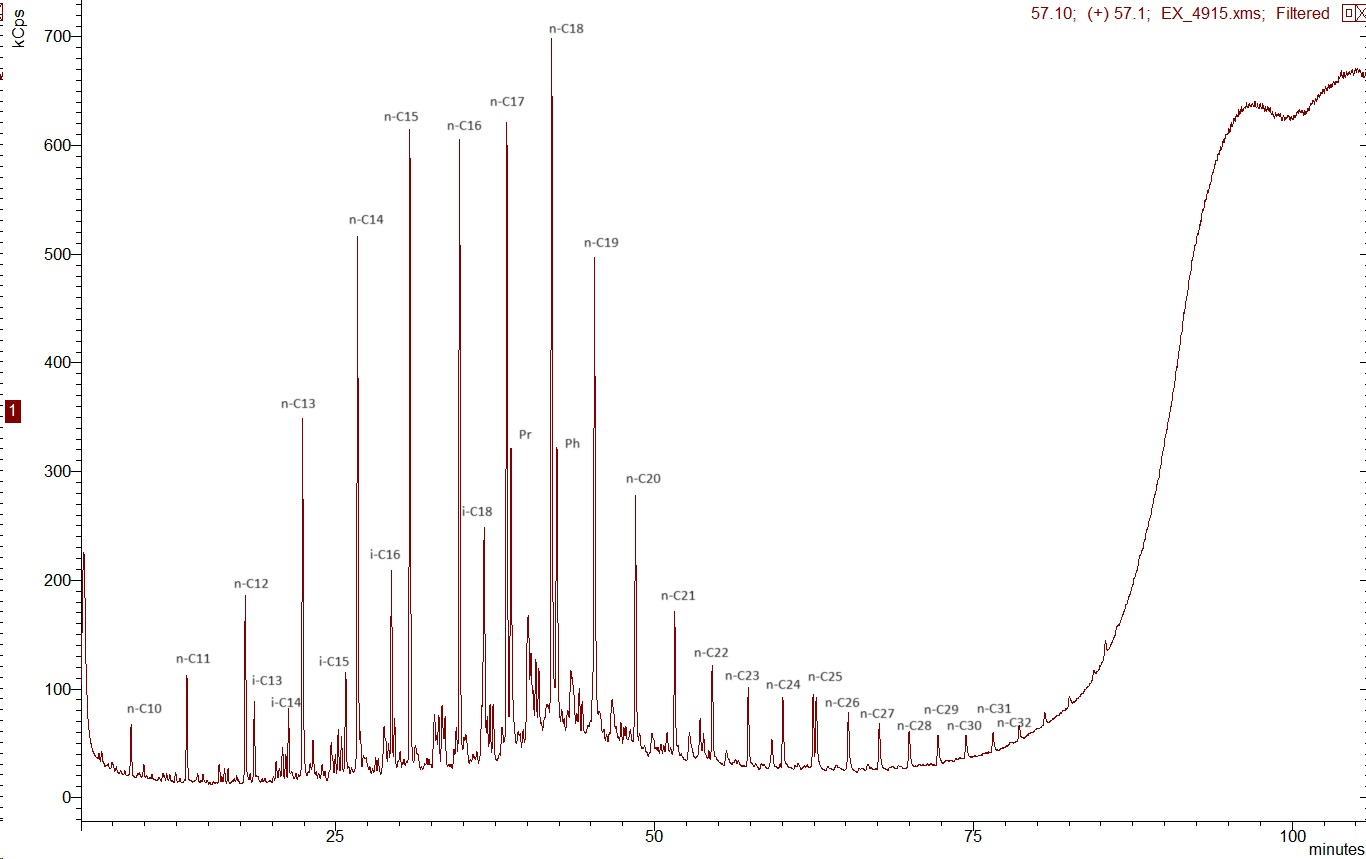 57.10; (+) 57.1; EX_4915.xms; Filtered
kCps
700
600
500
400
300
200
100
0
1
n-C10
n-C11
n-C12
i-C13
i-C14
n-C13
i-C15
n-C14
i-C16
n-C15
n-C16
i-C18
n-C17
Pr
n-C18
Ph
n-C19
n-C20
n-C21
n-C22
n-C23
n-C24
n-C25
n-C26
n-C27
n-C28
n-C29
n-C30
n-C31
n-C32
25
50
75
100
minutes